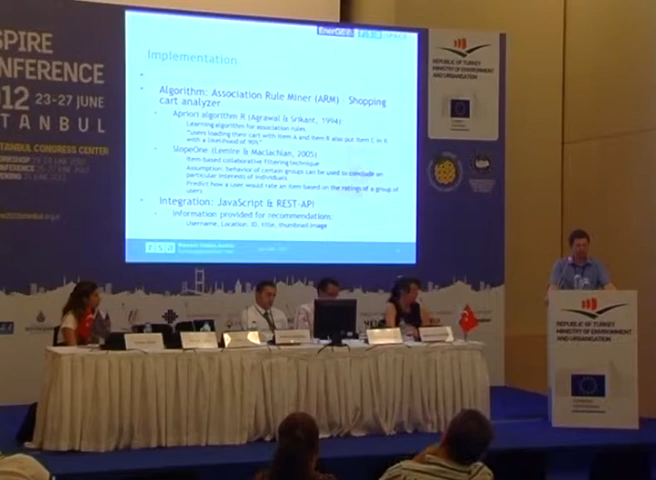 SPIRE
NFERENCE
12 23-27 JUNE
TANBUL
STANBUL CONGRESS CENTER
Implementation
Algorithm: Association Rule Miner (ARM) Shopping
cart analyzer
Apriori algorithm R (Agrawal & Srikant, 1994)
Learning algorithm for association rules
"Users loading their cart with item A and item B also put item C in it
with a likelihood of 90%"
SlopeOne (Lemire & Maclachlan, 2005)
Item-based collaborative filtering technique
Assumption: behavior of certain groups can be used to conclude on
particular interests of individuals
Predict how a user would rate an item based on the ratings of a group of
users
Integration: JavaScript & REST-API
Information provided for recommendations
Username, Location, ID, title, thumbnail image
REPUBLIC OF TURKEY
MINISTRY OF ENVIRONMENT
AND URBANISATION
REPUBLIC OF TURKEY
MINISTRY OF ENVIRONMENT
AND URBANISATION